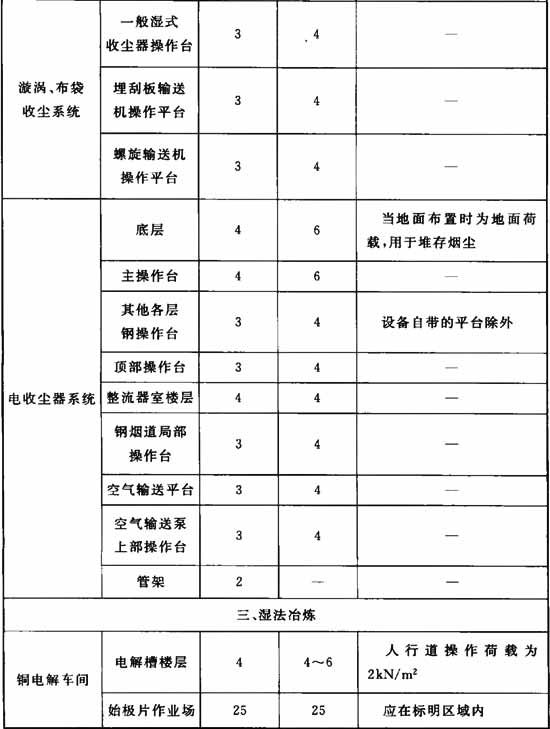 漩涡、布袋
收尘系统
一般湿式
收尘器操作台
3
4
—
埋刮板输送
机操作平台
3
4
—
螺旋输送机
操作平台
3
4
—
电收尘器系统
底层
4
6
当地面布置时为地面荷
载,用于堆存烟尘
主操作台
4
6
—
其他各层
钢操作台
3
4
设备自带的平台除外
顶部操作台
3
4
—
整流器室楼层
4
4
—
钢烟道局部
操作台
3
4
—
空气输送平台
3
4
—
空气输送泵
上部操作台
3
4
—
管架
2
—
—
三、湿法冶炼
铜电解车间
电解槽楼层
4
4～6
人行道操作荷载为
2kN/m²
始极片作业场
25
25
应在标明区域内